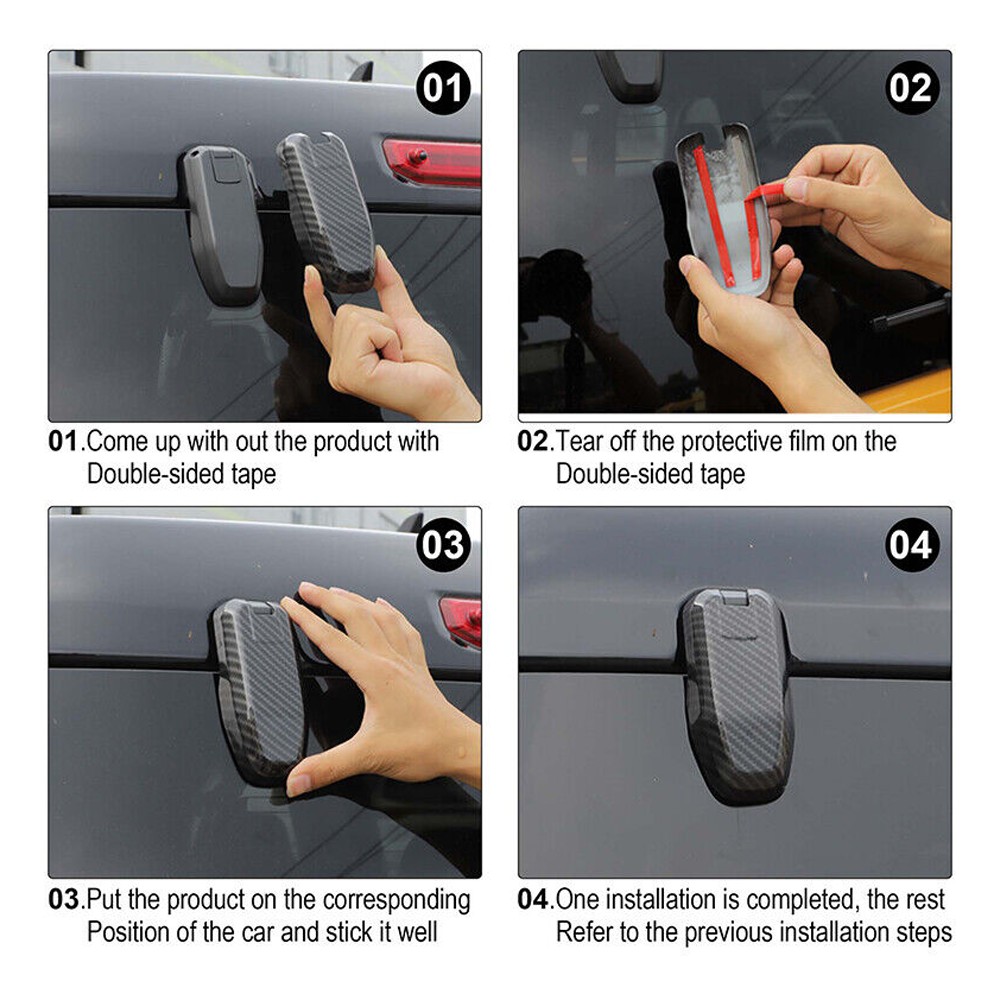 01
02
01.Come up with out the product with
Double-sided tape
02.Tear off the protective film on the
Double-sided tape
03
04
03.Put the product on the corresponding
Position of the car and stick it well
04.One installation is completed, the rest
Refer to the previous installation steps